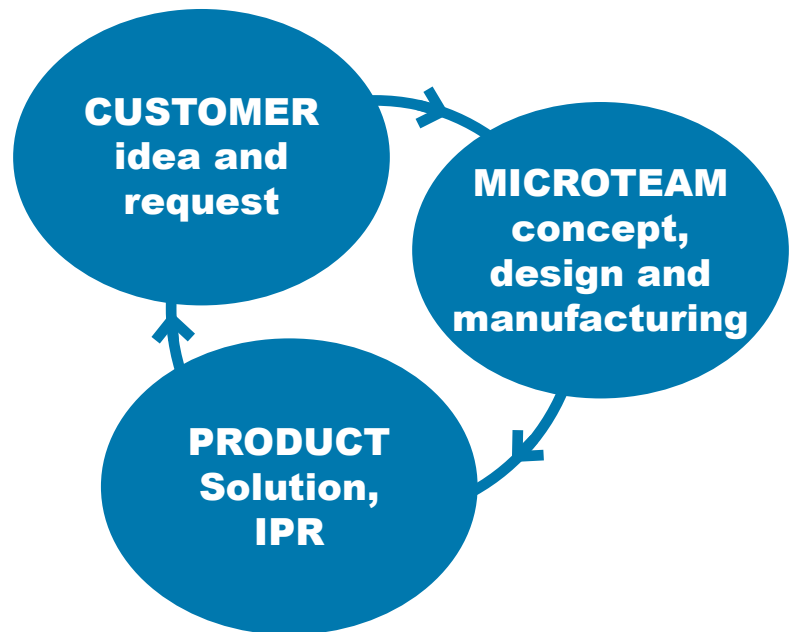 CUSTOMER
idea and
request
MICROTEAM
concept,
design and
manufacturing
PRODUCT
Solution,
IPR